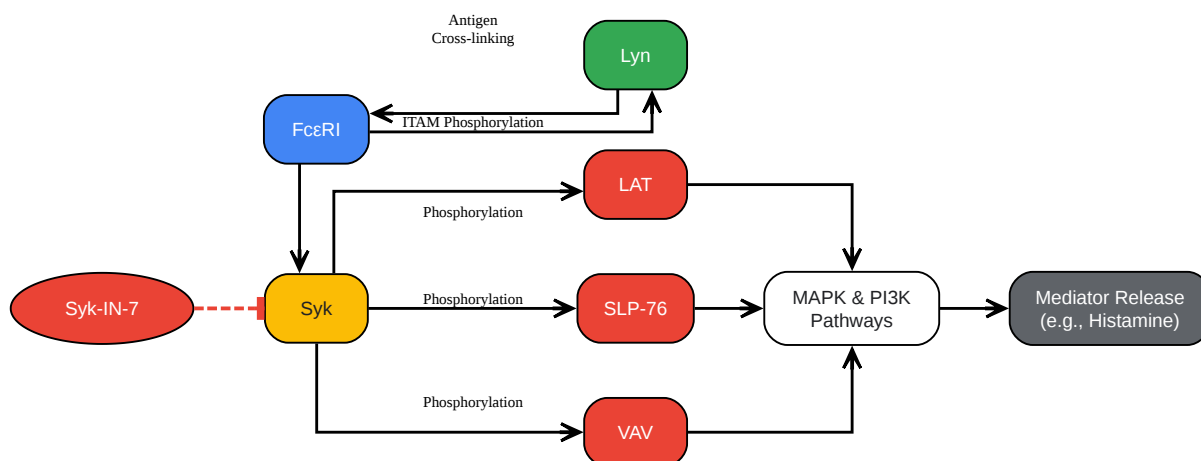 Antigen
Cross-linking
Lyn
FcεRI
ITAM Phosphorylation
LAT
Phosphorylation
Syk-IN-7
Syk
Phosphorylation
SLP-76
MAPK & PI3K
Pathways
Mediator Release
(e.g., Histamine)
Phosphorylation
VAV